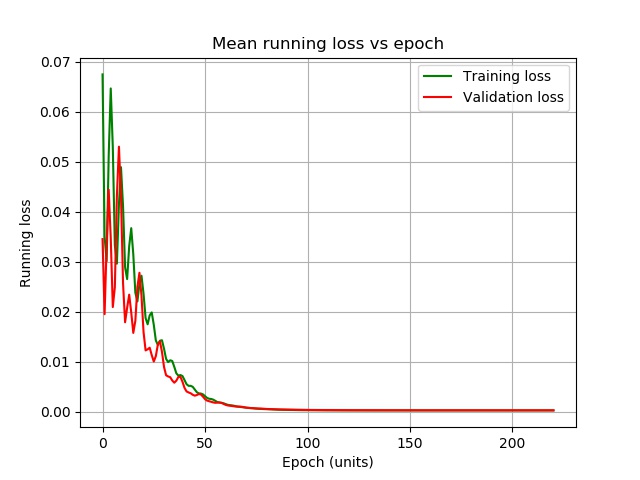 Mean running loss vs epoch
Training loss
Validation loss
Running loss
0.07
0.06
0.05
0.04
0.03
0.02
0.01
0.00
0
50
100
150
200
Epoch (units)